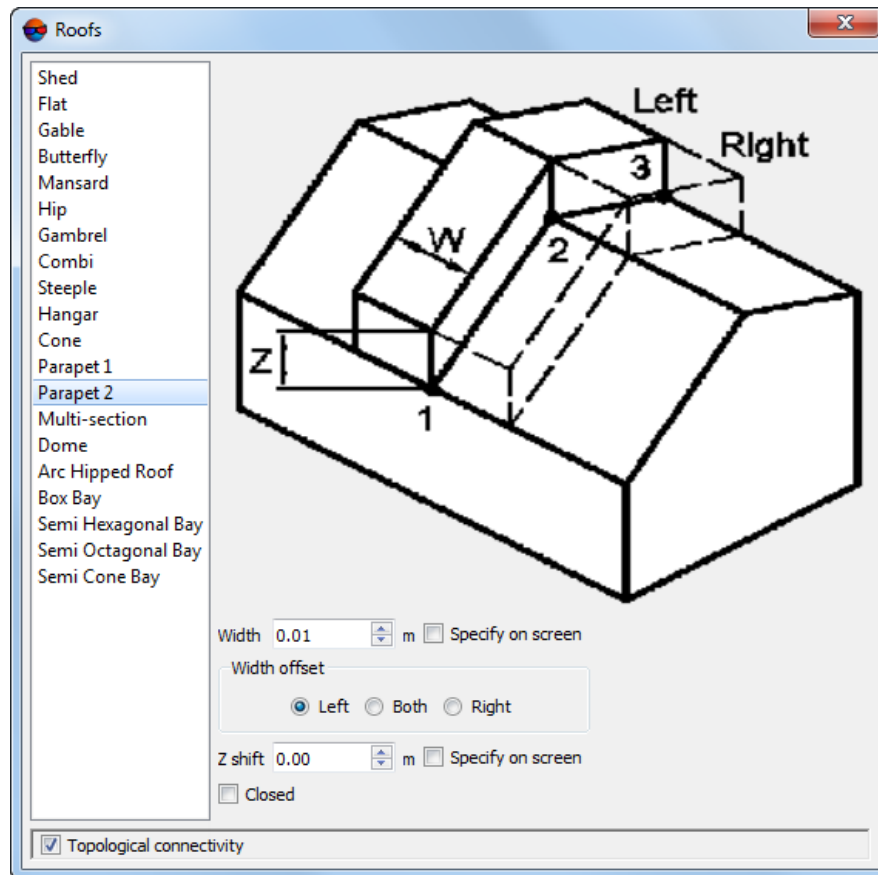 Roofs
Shed
Flat
Gable
Butterfly
Mansard
Hip
Gambrel
Combi
Steeple
Hangar
Cone
Parapet 1
Parapet 2
Multi-section
Dome
Arc Hipped Roof
Box Bay
Semi Hexagonal Bay
Semi Octagonal Bay
Semi Cone Bay
Left
Right
3
W
2
Z
1
Width 0.01 m Specify on screen
Width offset
Left Both Right
Z shift 0.00 m Specify on screen
Closed
Topological connectivity